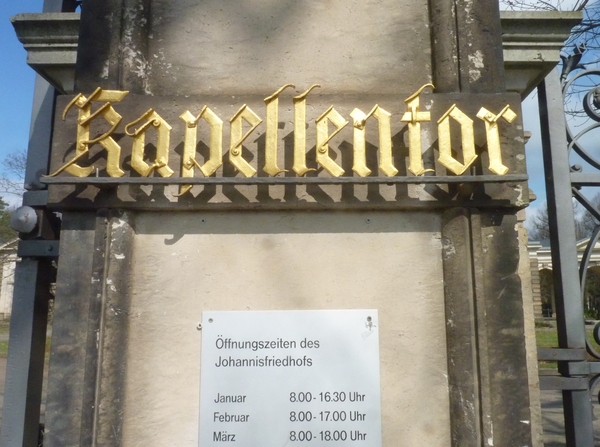 Kapellentor
Öffnungszeiten des
Johannisfriedhofs
Januar 8.00 - 16.30 Uhr
Februar 8.00 - 17.00 Uhr
März 8.00 - 18.00 Uhr